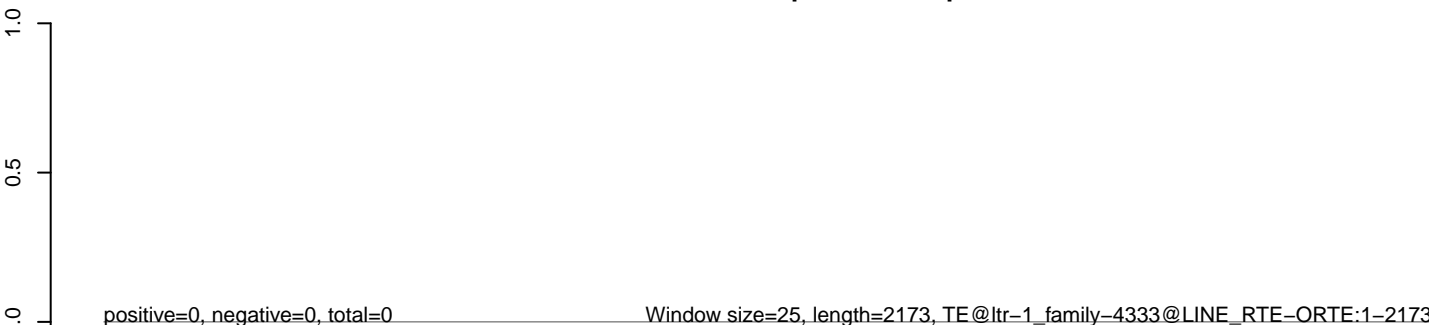 1.0
0.5
.0
positive=0, negative=0, total=0
Window size=25, length=2173, TE@ltr−1_family−4333@LINE_RTE−ORTE:1−2173